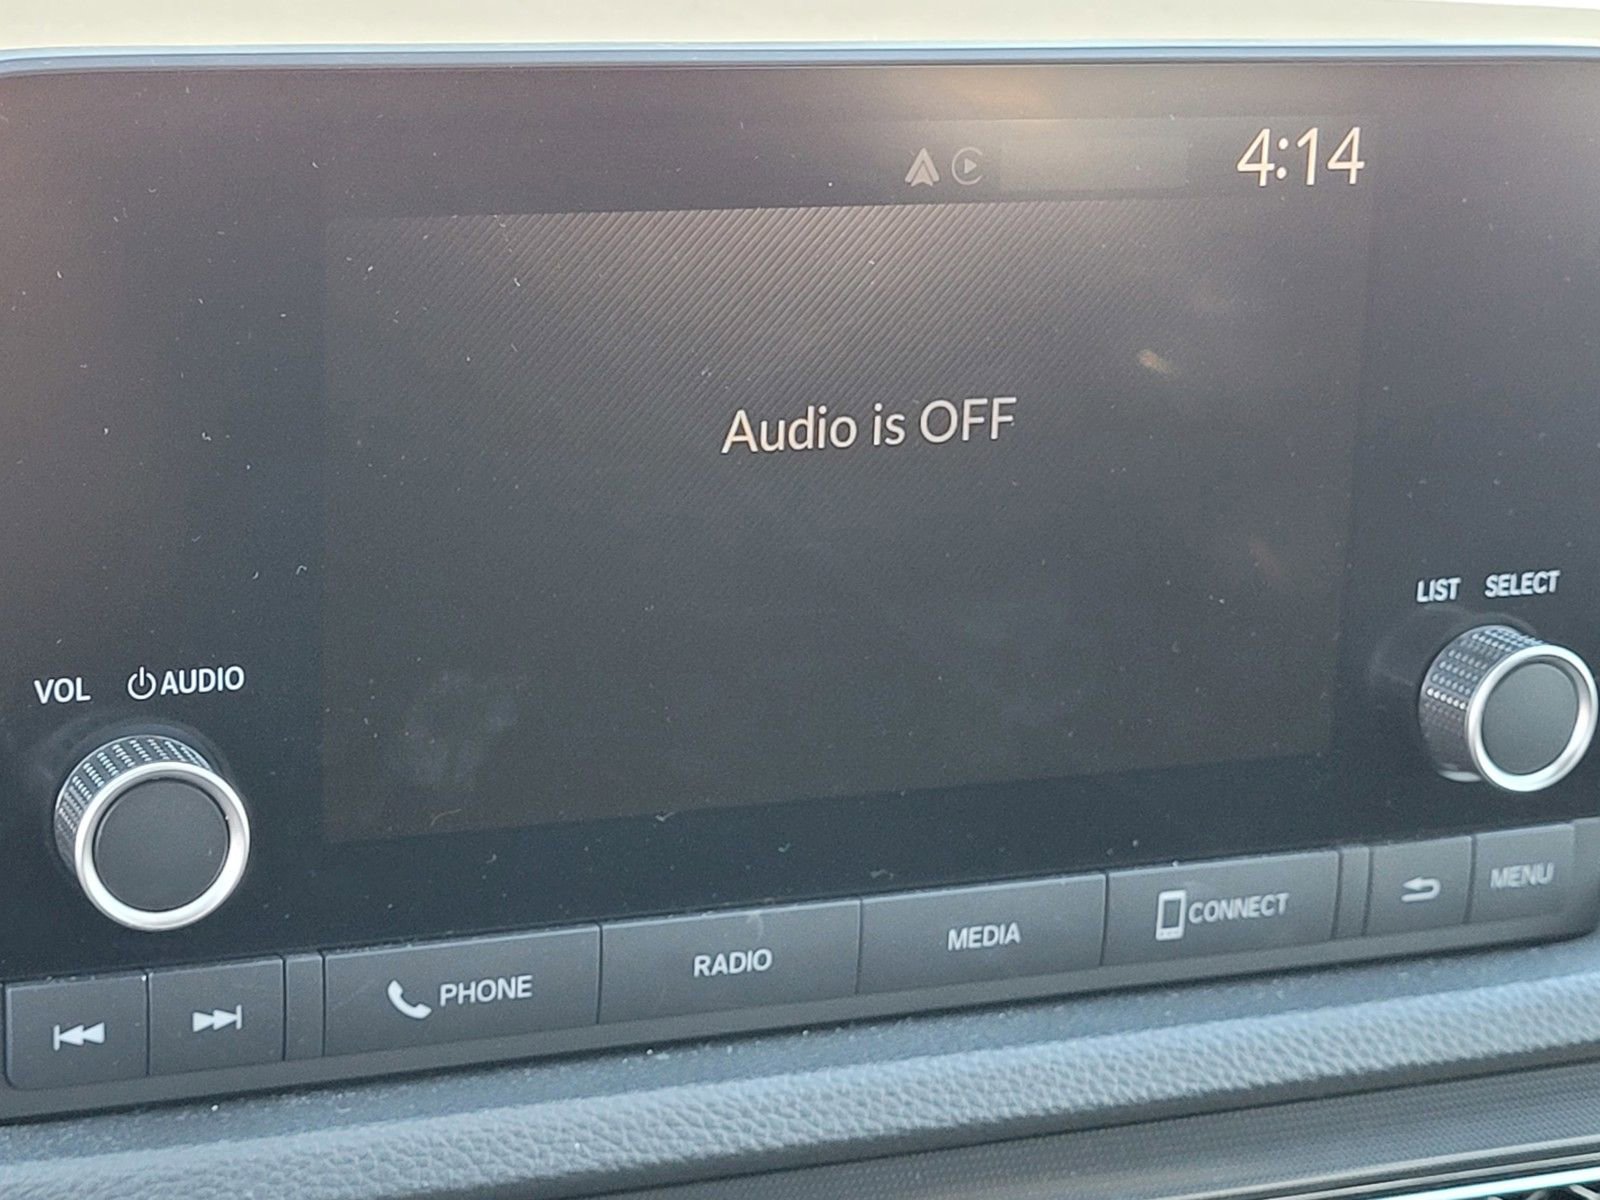 4:14
Audio is OFF
LIST SELECT
VOL AUDIO
PHONE
RADIO
MEDIA
CONNECT
MENU